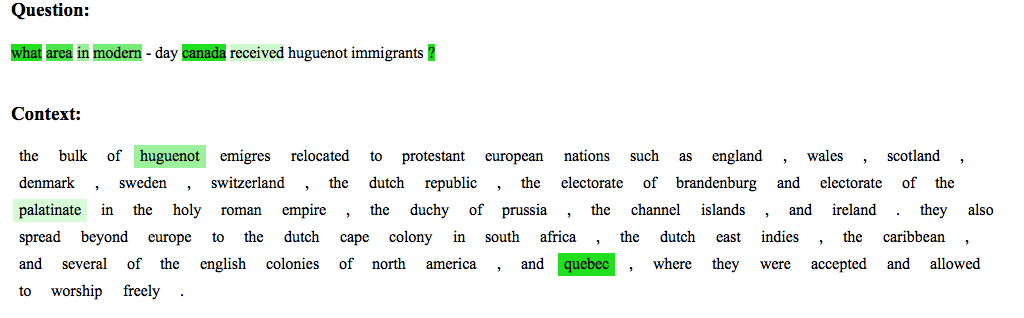 Question:
what area in modern - day canada received huguenot immigrants ?
Context:
the bulk of huguenot emigres relocated to protestant european nations such as england , wales , scotland ,
denmark , sweden , switzerland , the dutch republic , the electorate of brandenburg and electorate of the
palatinate in the holy roman empire , the duchy of prussia , the channel islands , and ireland . they also
spread beyond europe to the dutch cape colony in south africa , the dutch east indies , the caribbean ,
and several of the english colonies of north america , and quebec , where they were accepted and allowed
to worship freely .